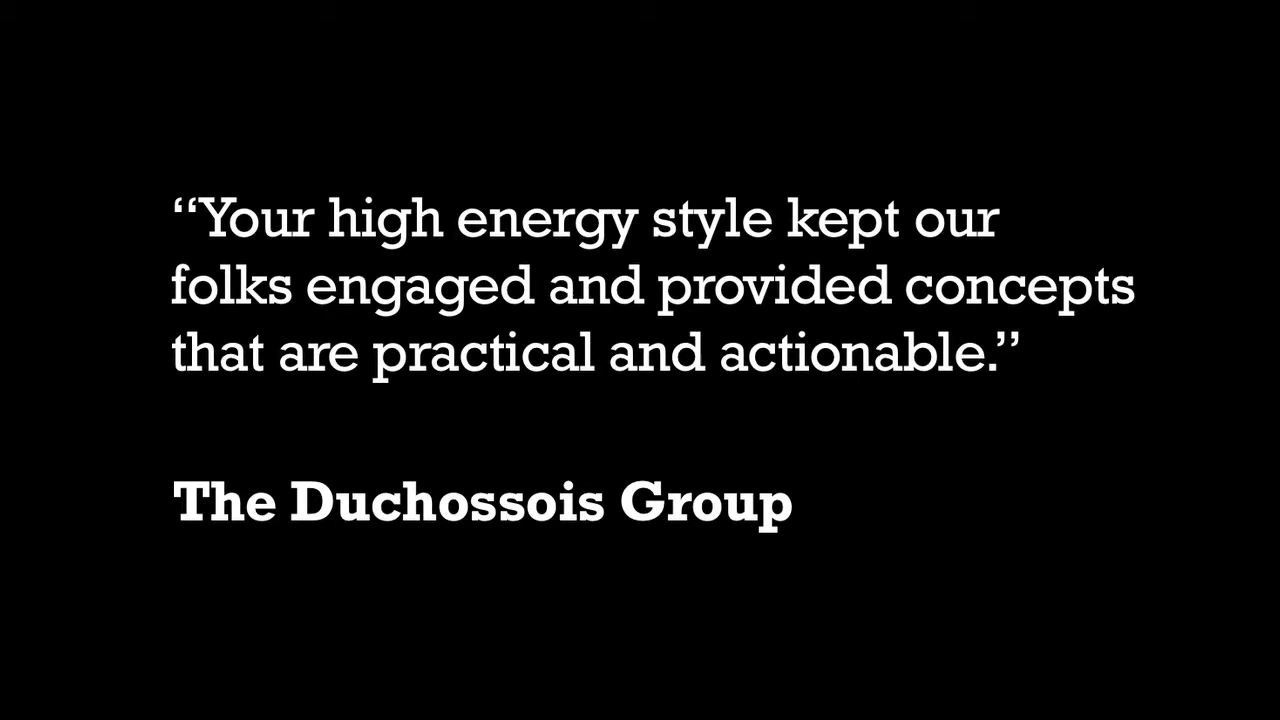 “Your high energy style kept our
folks engaged and provided concepts
that are practical and actionable.”
The Duchossois Group